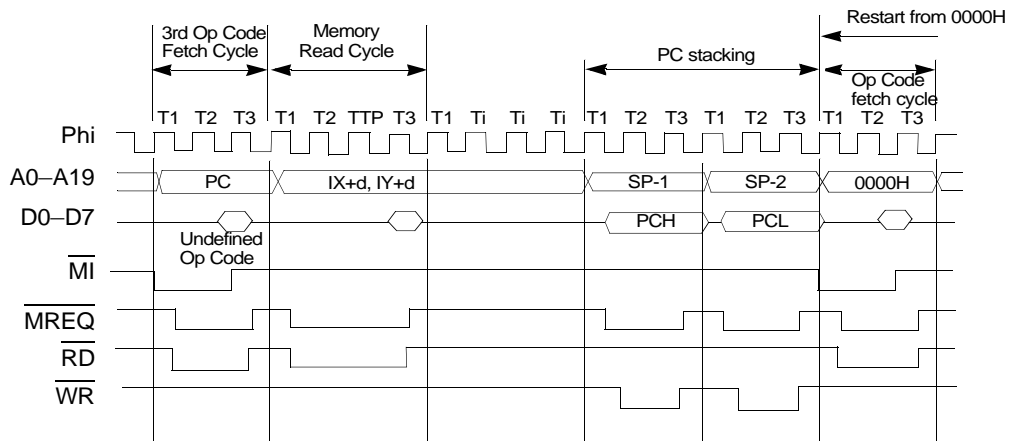 Restart from 0000H
3rd Op Code
Fetch Cycle
Memory
Read Cycle
PC stacking
Op Code
fetch cycle
Phi
T1 T2 T3 T1 T2 TTP T3 T1 Ti Ti Ti T1 T2 T3 T1 T2 T3 T1 T2 T3
A0–A19
PC
IX+d, IY+d
SP-1
SP-2
0000H
D0–D7
PCH
PCL
Undefined
Op Code
MI
MREQ
RD
WR